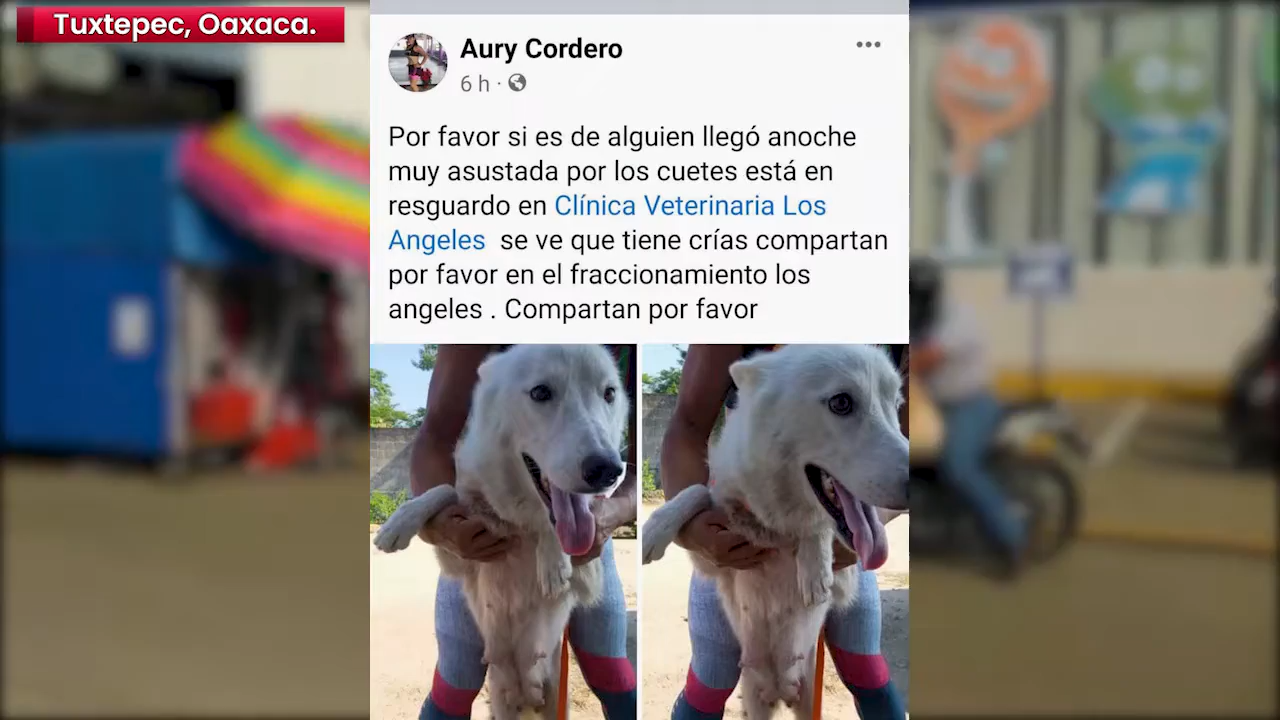 Tuxtepec, Oaxaca.
Aury Cordero
6 h ·
Por favor si es de alguien llegó anoche
muy asustada por los cuetes está en
resguardo en Clínica Veterinaria Los
Angeles se ve que tiene crías compartan
por favor en el fraccionamiento los
angeles . Compartan por favor